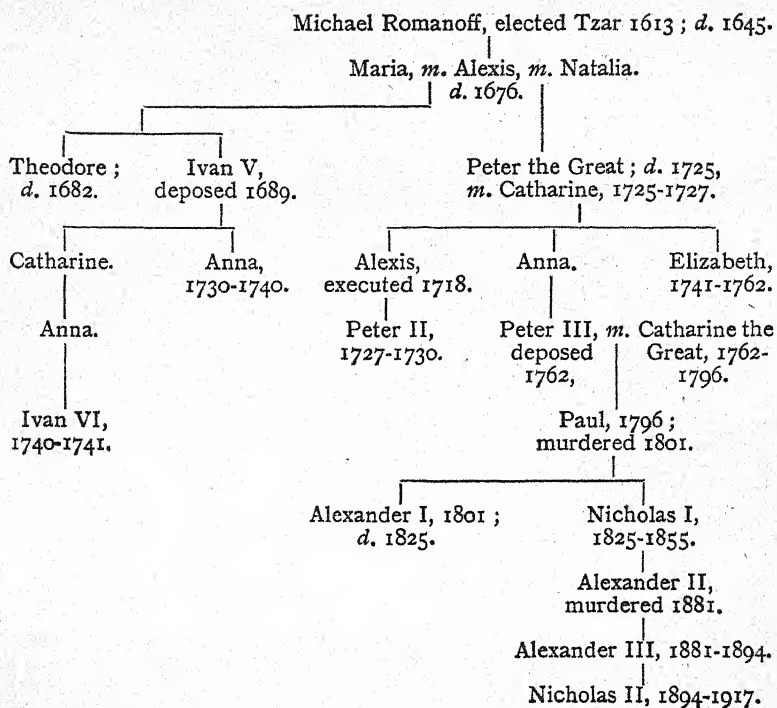 Michael Romanoff, elected Tzar 1613 ; d. 1645.
Maria, m. Alexis, m. Natalia.
d. 1676.
Theodore ; Ivan V, Peter the Great ; d. 1725,
d. 1682. deposed 1689. m. Catharine, 1725-1727.
Catharine. Anna, Alexis, Anna. Elizabeth,
1730-1740. executed 1718. 1741-1762.
Anna. Peter II, Peter III, m. Catharine the
1727-1730. deposed Great, 1762-
1762, 1796.
Ivan VI, Paul, 1796 ;
1740-1741. murdered 1801.
Alexander I, 1801 ; Nicholas I,
d. 1825. 1825-1855.
Alexander II,
murdered 1881.
Alexander III, 1881-1894.
Nicholas II, 1894-1917.